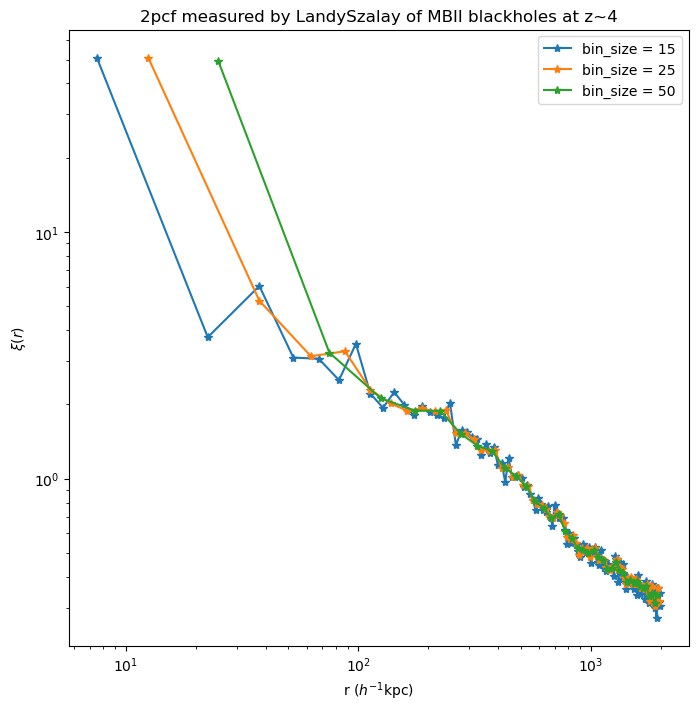 2pcf measured by LandySzalay of MBII blackholes at z~4
bin_size = 15
bin_size = 25
bin_size = 50
ξ(r)
10¹
10⁰
10¹
10²
10³
r (h⁻¹kpc)